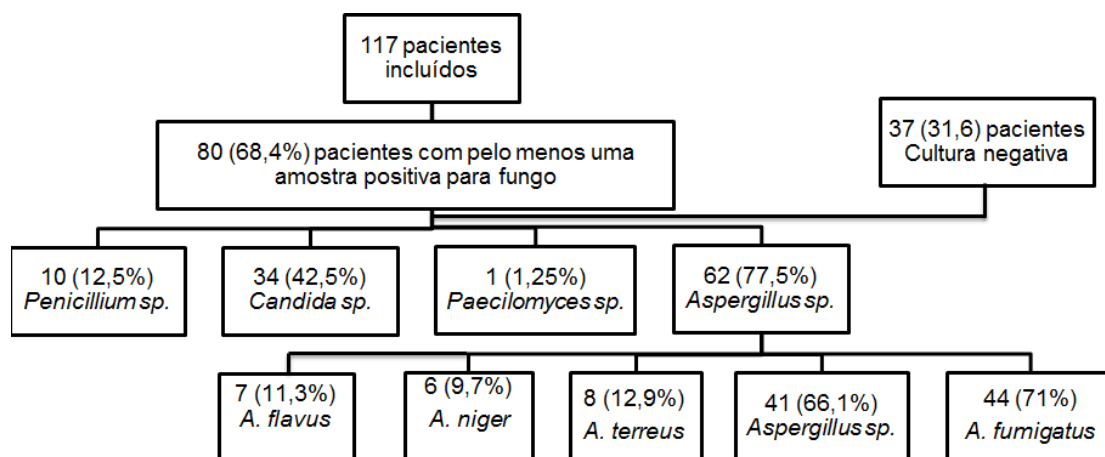 117 pacientes
incluídos
80 (68,4%) pacientes com pelo menos uma
amostra positiva para fungo
37 (31,6) pacientes
Cultura negativa
10 (12,5%)
Penicillium sp.
34 (42,5%)
Candida sp.
1 (1,25%)
Paecilomyces sp.
62 (77,5%)
Aspergillus sp.
7 (11,3%)
A. flavus
6 (9,7%)
A. niger
8 (12,9%)
A. terreus
41 (66,1%)
Aspergillus sp.
44 (71%)
A. fumigatus